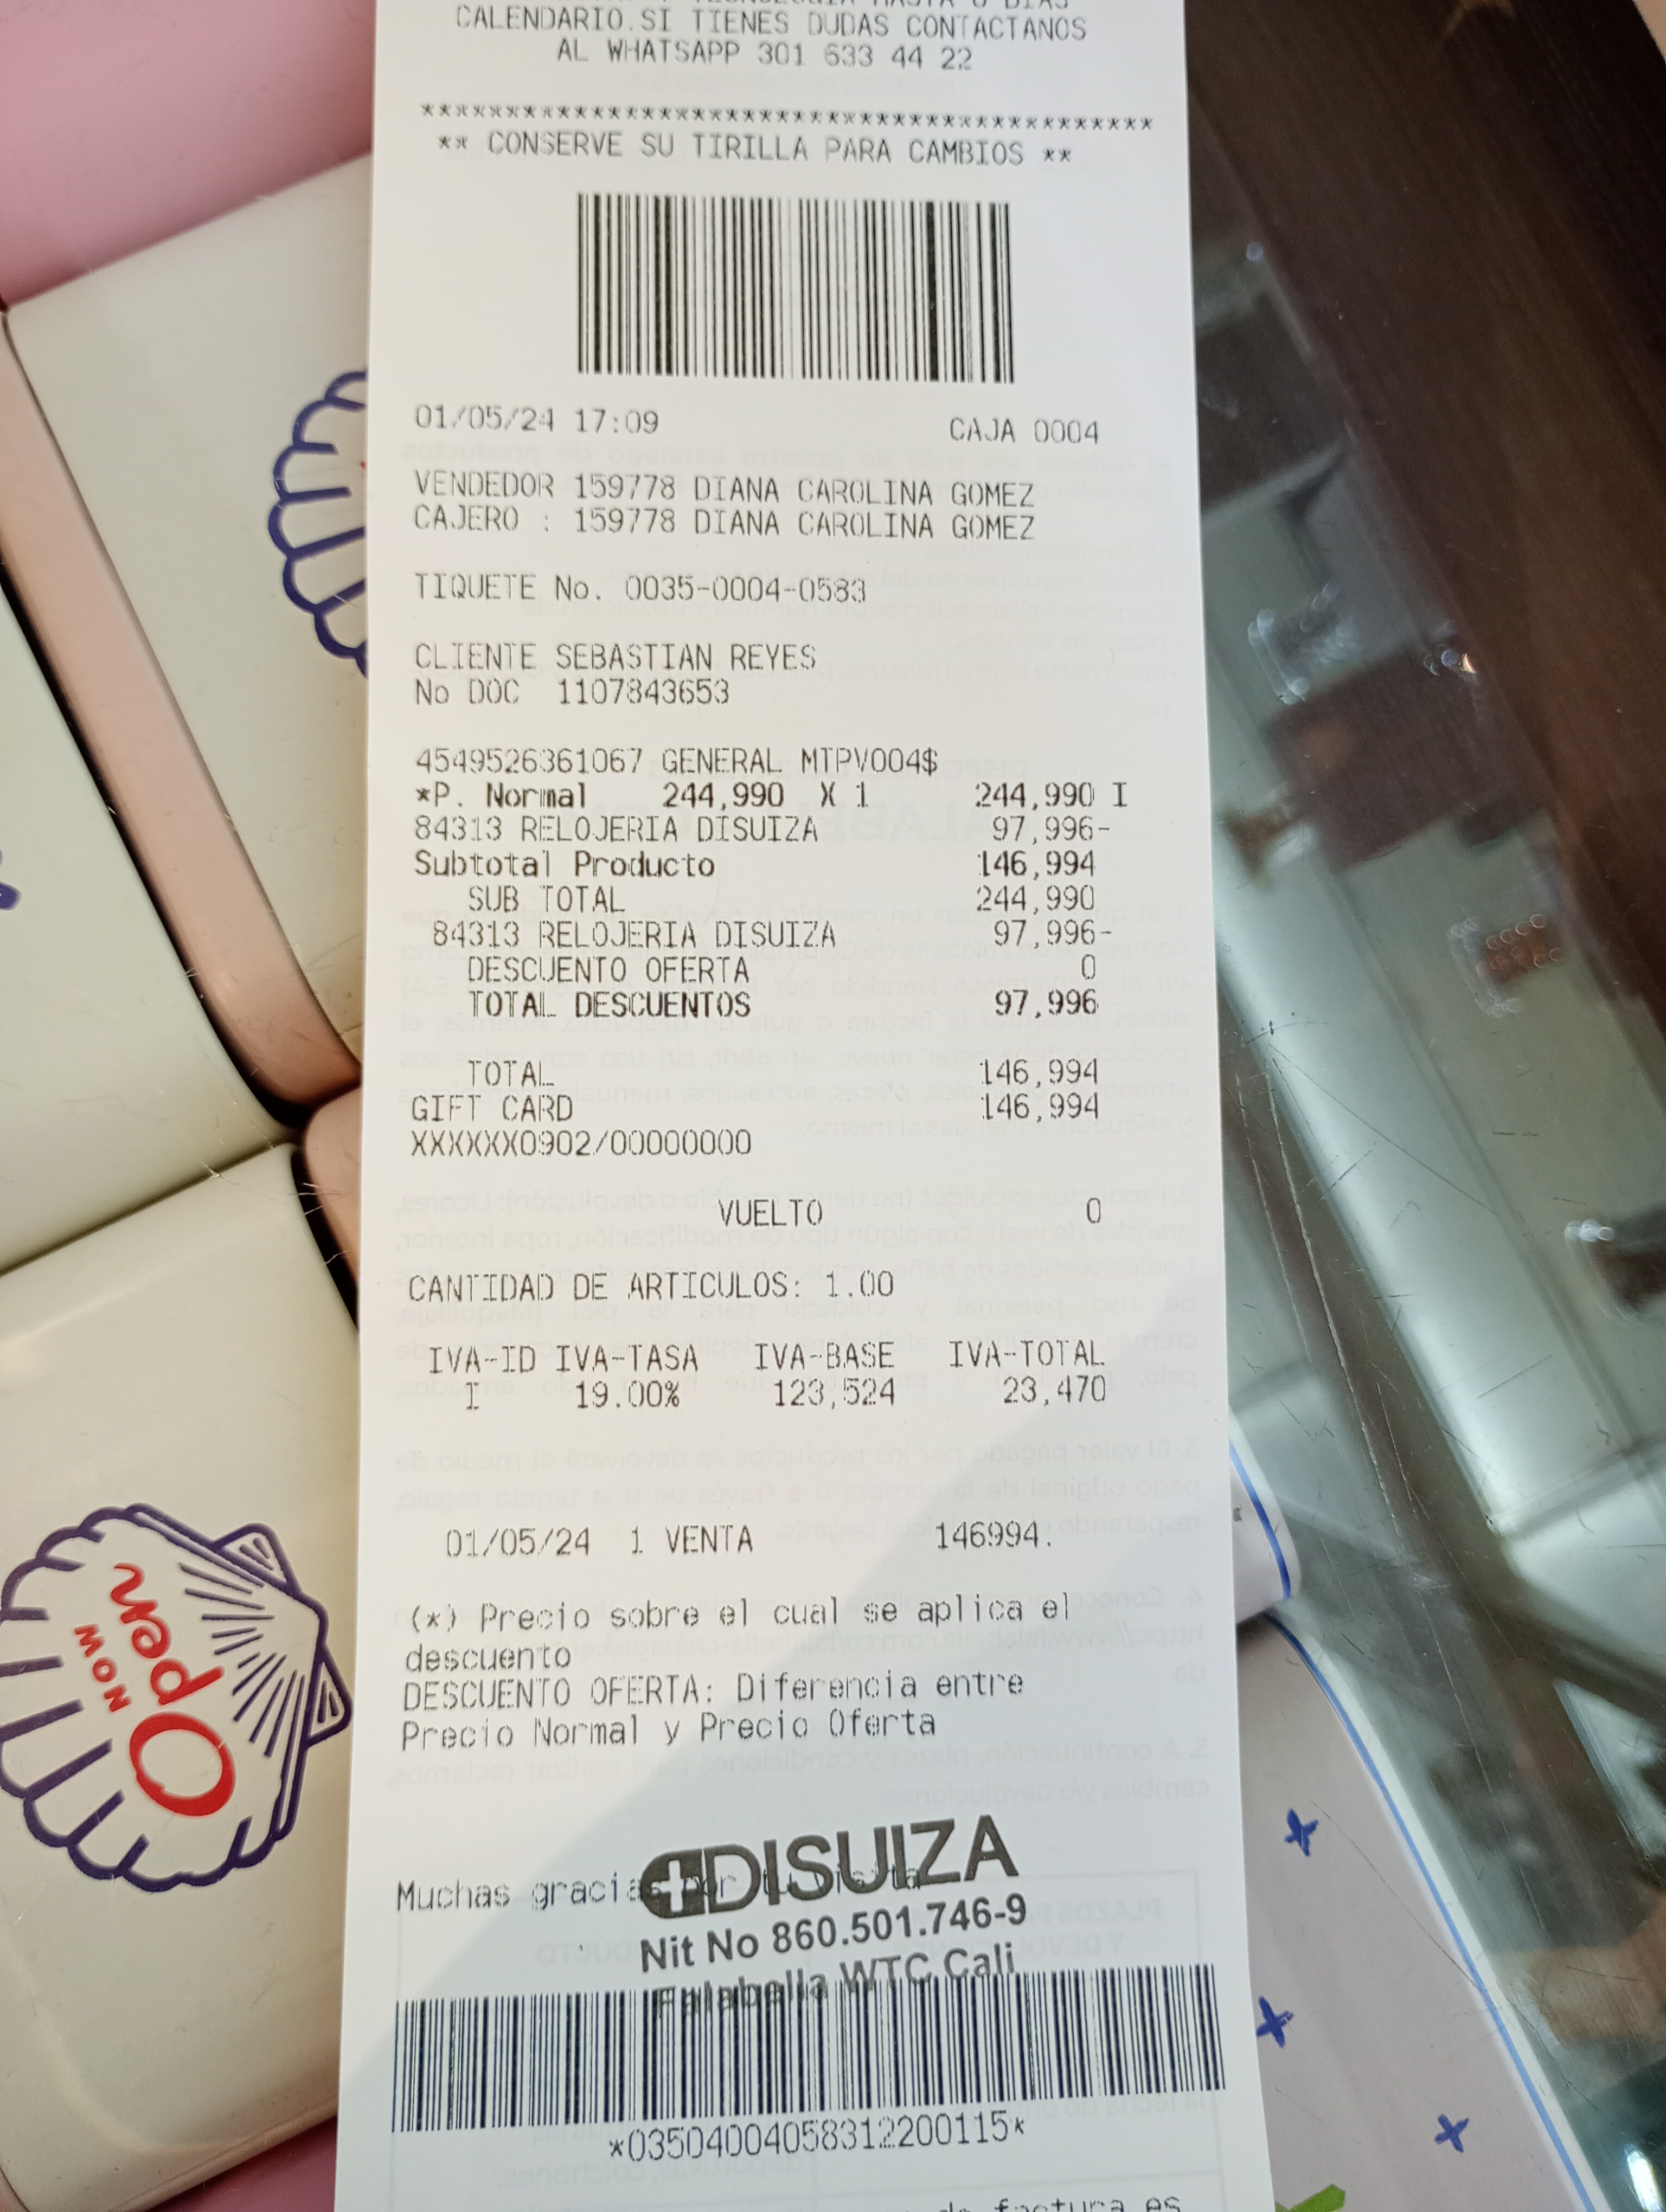 CALENDARIO.SI TIENES DUDAS CONTACTANOS
AL WHATSAPP 301 633 44 22
*******************************************
** CONSERVE SU TIRILLA PARA CAMBIOS **
01/05/24 17:09 CAJA 0004
VENDEDOR 159778 DIANA CAROLINA GOMEZ
CAJERO : 159778 DIANA CAROLINA GOMEZ
TIQUETE No. 0035-0004-0583
CLIENTE SEBASTIAN REYES
No DOC 1107843653
4549526361067 GENERAL MTPV004$
*P. Normal 244,990 X 1 244,990 I
84313 RELOJERIA DISUIZA 97,996-
Subtotal Producto 146,994
SUB TOTAL 244,990
84313 RELOJERIA DISUIZA 97,996-
DESCUENTO OFERTA 0
TOTAL DESCUENTOS 97,996
TOTAL 146,994
GIFT CARD 146,994
XXXXXX0902/00000000
VUELTO 0
CANTIDAD DE ARTICULOS: 1.00
IVA-ID IVA-TASA IVA-BASE IVA-TOTAL
I 19.00% 123,524 23,470
01/05/24 1 VENTA 146994.
(*) Precio sobre el cual se aplica el
descuento
DESCUENTO OFERTA: Diferencia entre
Precio Normal y Precio Oferta
Muchas gracias por tu visita
DISUIZA
Nit No 860.501.746-9
Falabella WTC Cali
*03504004058312200115*
de factura es
Open
NOW